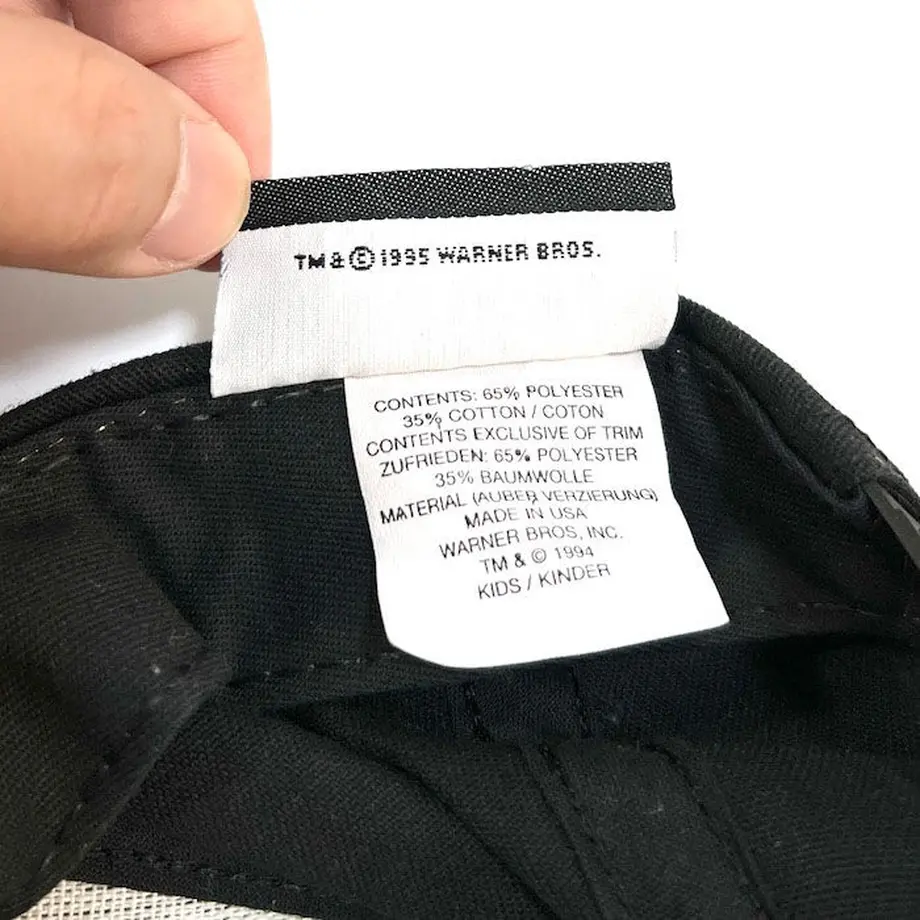 TM & © 1995 WARNER BROS.
CONTENTS: 65% POLYESTER
35% COTTON / COTON
CONTENTS EXCLUSIVE OF TRIM
ZUFRIEDEN: 65% POLYESTER
35% BAUMWOLLE
MATERIAL (AUBER VERZIERUNG)
MADE IN USA
WARNER BROS, INC.
TM & © 1994
KIDS / KINDER